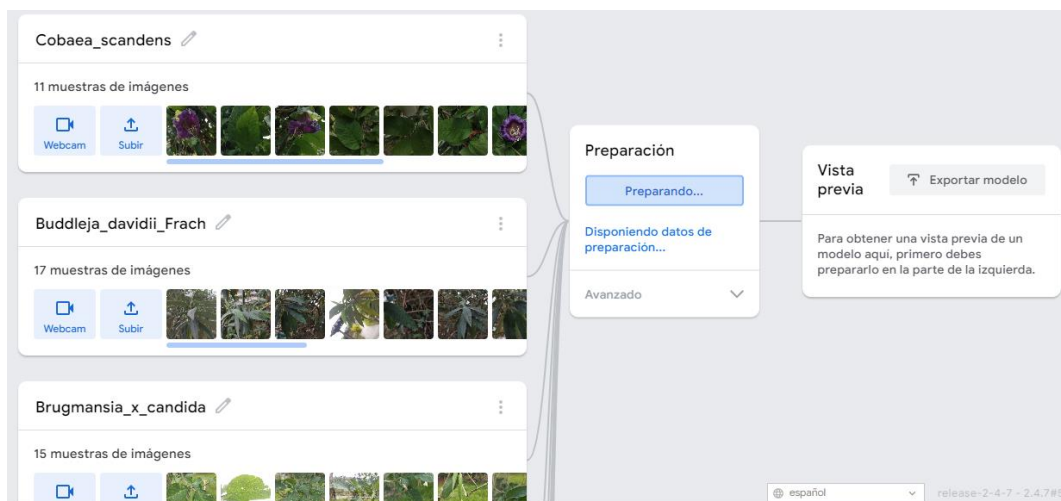 Cobaea_scandens
11 muestras de imágenes
Webcam
Subir
Buddleja_davidii_Frach
17 muestras de imágenes
Webcam
Subir
Brugmansia_x_candida
15 muestras de imágenes
Preparación
Preparando...
Disponiendo datos de
preparación...
Avanzado
Vista
previa
Exportar modelo
Para obtener una vista previa de un
modelo aquí, primero debes
prepararlo en la parte de la izquierda.
español
release-2-4-7 - 2.4.7#